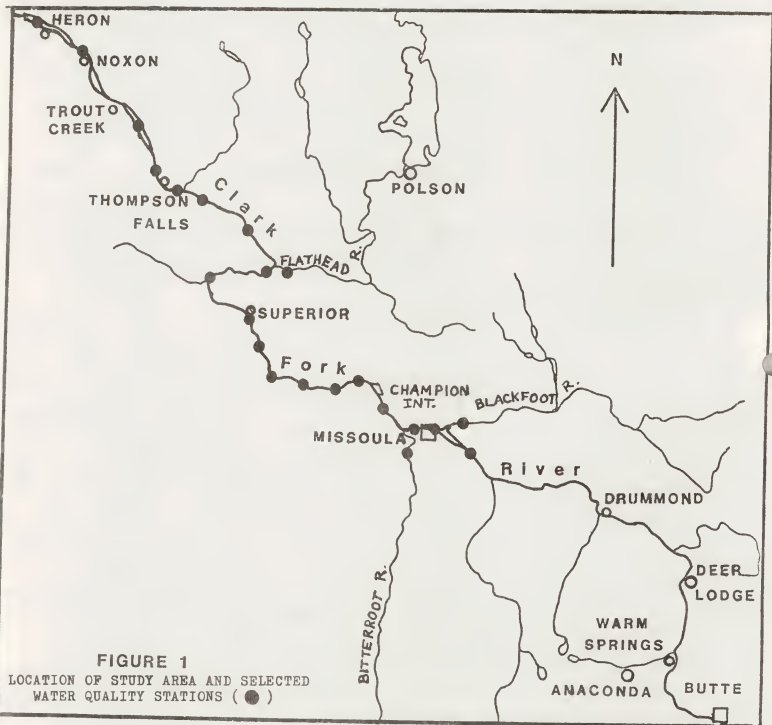 HERON
NOXON
N
TROUT
CREEK
POLSON
THOMPSON
FALLS
Clark
FLATHEAD R.
SUPERIOR
Fork
CHAMPION
INT.
BLACKFOOT R.
MISSOULA
River
DRUMMOND
BITTERROOT R.
DEER
LODGE
WARM
SPRINGS
ANACONDA
BUTTE
FIGURE 1
LOCATION OF STUDY AREA AND SELECTED
WATER QUALITY STATIONS ( ● )